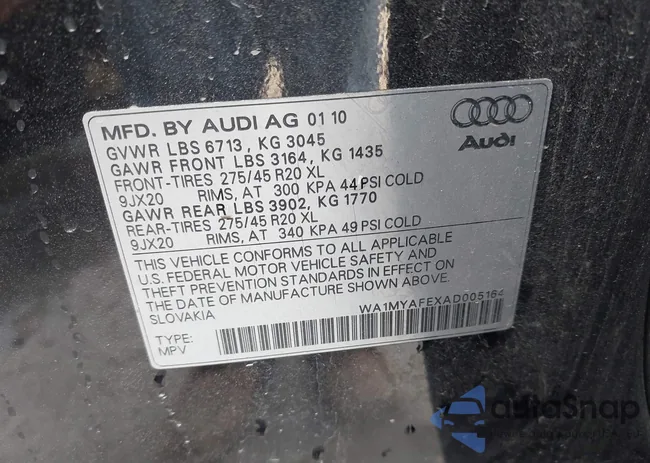 MFD. BY AUDI AG 01 10
GVWR LBS 6713, KG 3045
GAWR FRONT LBS 3164, KG 1435
FRONT-TIRES 275/45 R20 XL
9JX20 RIMS, AT 300 KPA 44 PSI COLD
GAWR REAR LBS 3902, KG 1770
REAR-TIRES 275/45 R20 XL
9JX20 RIMS, AT 340 KPA 49 PSI COLD
Audi
THIS VEHICLE CONFORMS TO ALL APPLICABLE
U.S. FEDERAL MOTOR VEHICLE SAFETY AND
THEFT PREVENTION STANDARDS IN EFFECT ON
THE DATE OF MANUFACTURE SHOWN ABOVE.
SLOVAKIA
WA1MYAFEXAD005164
TYPE:
MPV
autoSnap